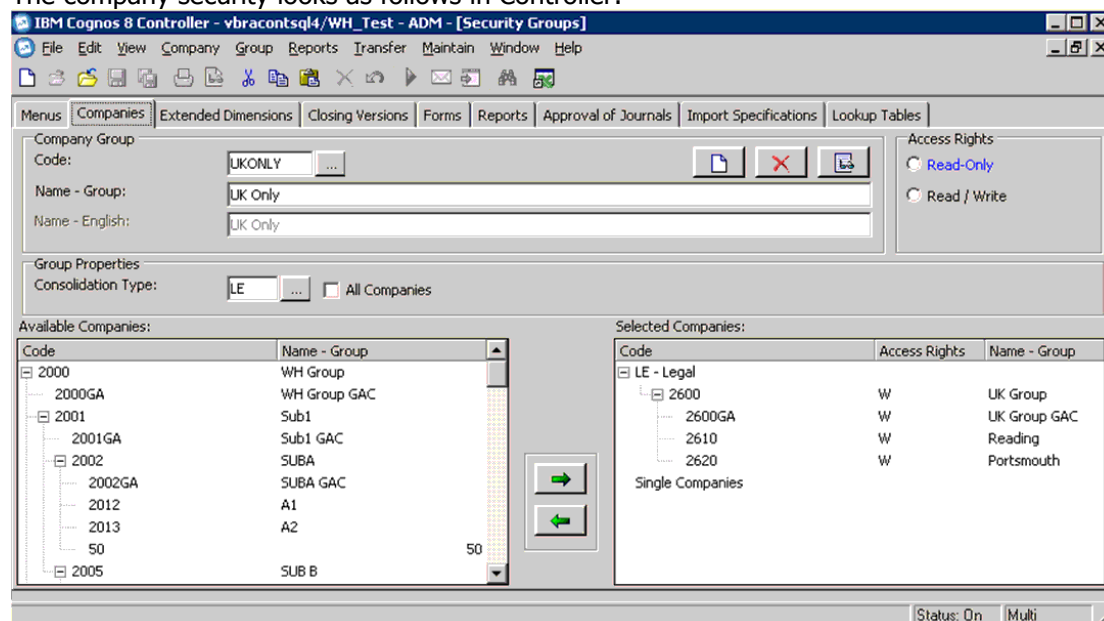 The company security looks as follows in Controller:
IBM Cognos 8 Controller - vbracontsql4/WH_Test - ADM - [Security Groups]
File Edit View Company Group Reports Transfer Maintain Window Help
Menus Companies Extended Dimensions Closing Versions Forms Reports Approval of Journals Import Specifications Lookup Tables
Company Group Access Rights
Code: UKONLY ... Read-Only
Name - Group: UK Only Read / Write
Name - English: UK Only
Group Properties
Consolidation Type: LE ... All Companies
Available Companies: Selected Companies:
Code Name - Group Code Access Rights Name - Group
2000 WH Group LE - Legal
2000GA WH Group GAC 2600 W UK Group
2001 Sub1 2600GA W UK Group GAC
2001GA Sub1 GAC 2610 W Reading
2002 SUBA 2620 W Portsmouth
2002GA SUBA GAC Single Companies
2012 A1
2013 A2
50 50
2005 SUB B
Status: On Multi